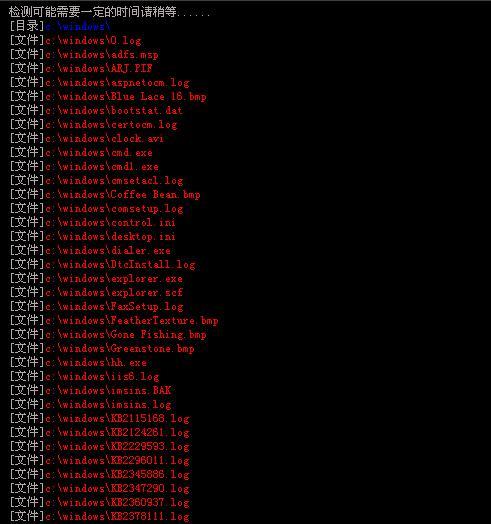 检测可能需要一定的时间请稍等......
[目录]c:\windows\
[文件]c:\windows\0.log
[文件]c:\windows\adfs.msp
[文件]c:\windows\ARJ.PIF
[文件]c:\windows\aspnetocm.log
[文件]c:\windows\Blue Lace 16.bmp
[文件]c:\windows\bootstat.dat
[文件]c:\windows\certocm.log
[文件]c:\windows\clock.avi
[文件]c:\windows\cmd.exe
[文件]c:\windows\cmd1.exe
[文件]c:\windows\cmsetacl.log
[文件]c:\windows\Coffee Bean.bmp
[文件]c:\windows\comsetup.log
[文件]c:\windows\control.ini
[文件]c:\windows\desktop.ini
[文件]c:\windows\dialer.exe
[文件]c:\windows\DtcInstall.log
[文件]c:\windows\explorer.exe
[文件]c:\windows\explorer.scf
[文件]c:\windows\FaxSetup.log
[文件]c:\windows\FeatherTexture.bmp
[文件]c:\windows\Gone Fishing.bmp
[文件]c:\windows\Greenstone.bmp
[文件]c:\windows\hh.exe
[文件]c:\windows\iis6.log
[文件]c:\windows\imsins.BAK
[文件]c:\windows\imsins.log
[文件]c:\windows\KB2115168.log
[文件]c:\windows\KB2124261.log
[文件]c:\windows\KB2229593.log
[文件]c:\windows\KB2296011.log
[文件]c:\windows\KB2345886.log
[文件]c:\windows\KB2347290.log
[文件]c:\windows\KB2360937.log
[文件]c:\windows\KB2378111.log